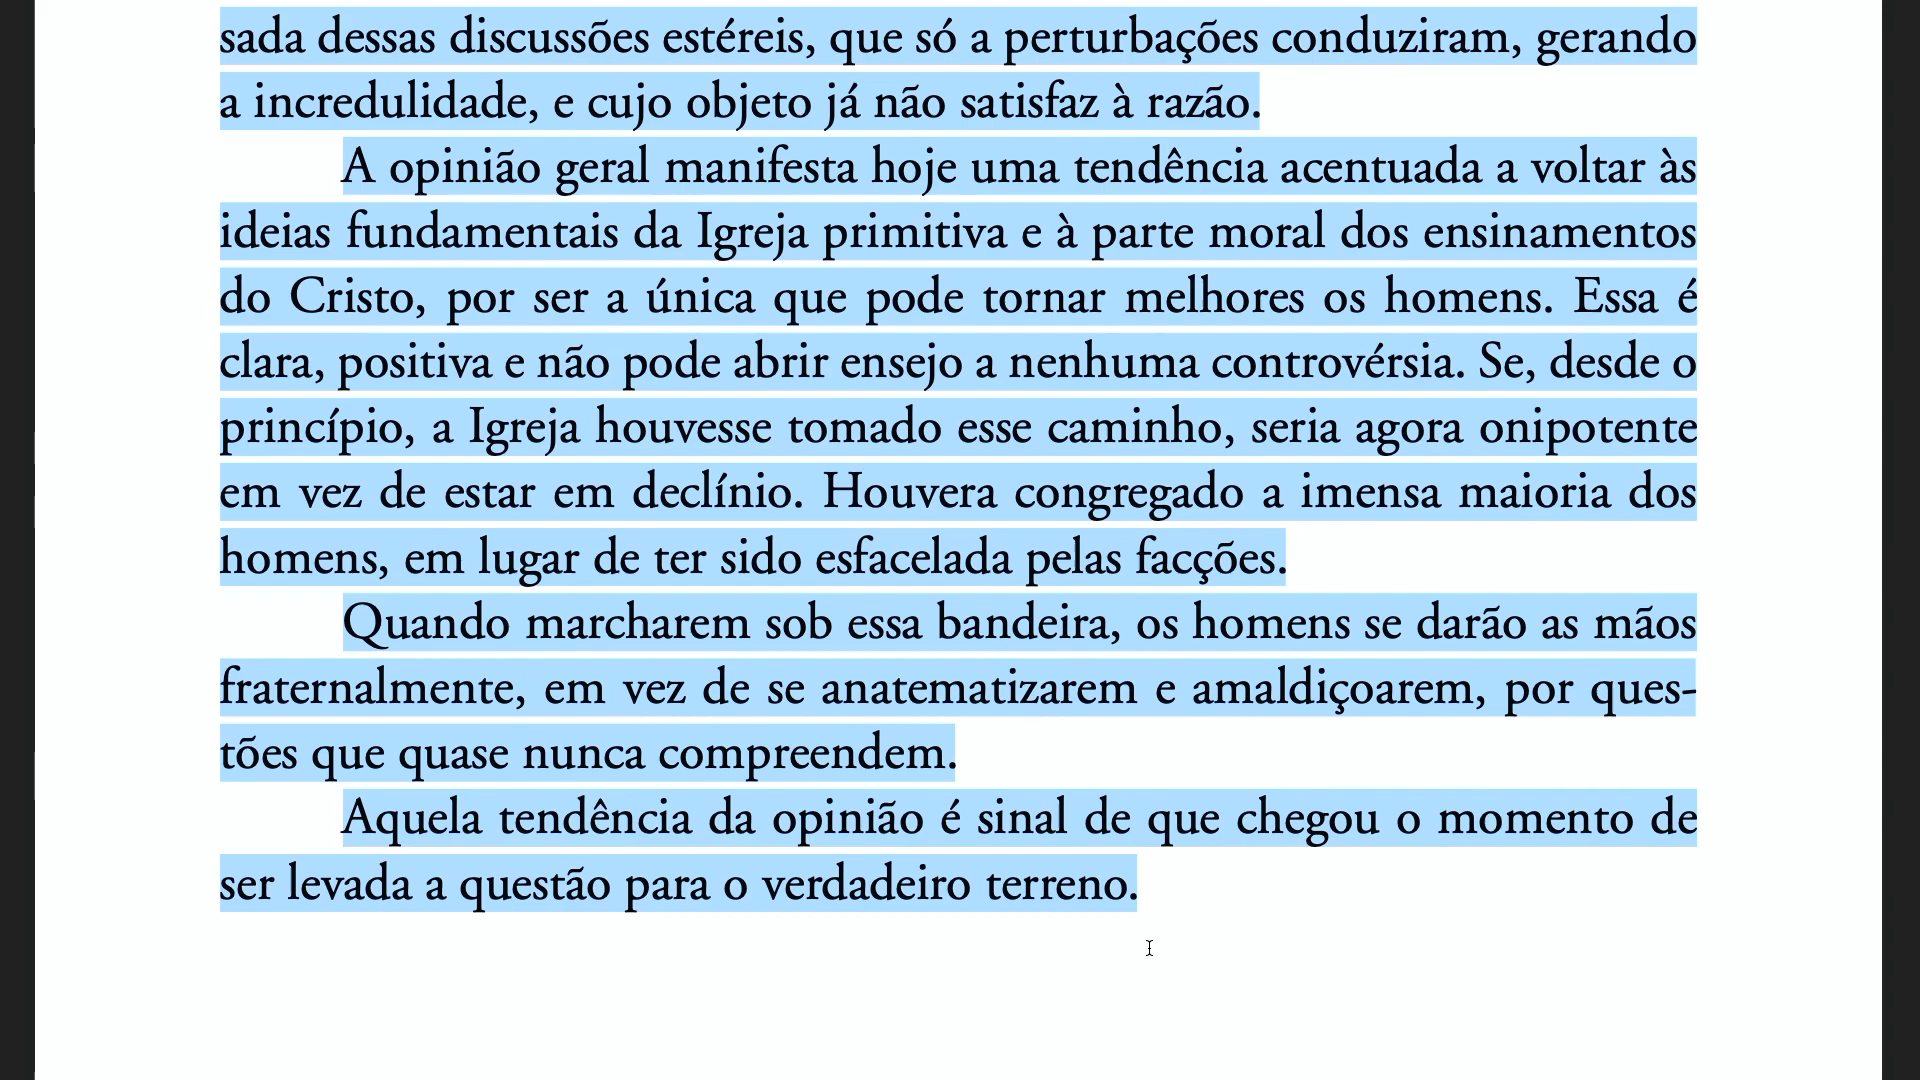 sada dessas discussões estéreis, que só a perturbações conduziram, gerando
a incredulidade, e cujo objeto já não satisfaz à razão.
A opinião geral manifesta hoje uma tendência acentuada a voltar às
ideias fundamentais da Igreja primitiva e à parte moral dos ensinamentos
do Cristo, por ser a única que pode tornar melhores os homens. Essa é
clara, positiva e não pode abrir ensejo a nenhuma controvérsia. Se, desde o
princípio, a Igreja houvesse tomado esse caminho, seria agora onipotente
em vez de estar em declínio. Houvera congregado a imensa maioria dos
homens, em lugar de ter sido esfacelada pelas facções.
Quando marcharem sob essa bandeira, os homens se darão as mãos
fraternalmente, em vez de se anatematizarem e amaldiçoarem, por ques-
tões que quase nunca compreendem.
Aquela tendência da opinião é sinal de que chegou o momento de
ser levada a questão para o verdadeiro terreno.